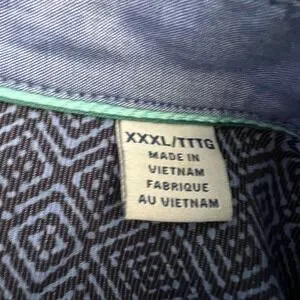 XXXL/TTTG
MADE IN
VIETNAM
FABRIQUE
AU VIETNAM